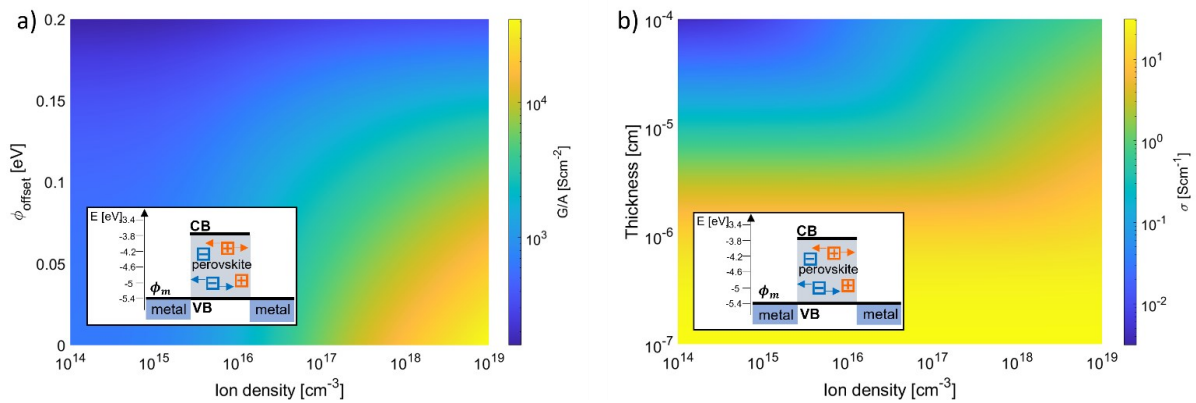 a)
0.2
0.15
0.1
0.05
0
ϕoffset [eV]
10^14
10^15
10^16
10^17
10^18
10^19
Ion density [cm^-3]
10^4
10^3
G/A [Scm^-2]
E [eV]
-3.4
-3.8
-4.2
-4.6
-5
-5.4
CB
perovskite
ϕm
metal
VB
metal
b)
10^-4
10^-5
10^-6
10^-7
Thickness [cm]
10^14
10^15
10^16
10^17
10^18
10^19
Ion density [cm^-3]
10^1
10^0
10^-1
10^-2
σ [Scm^-1]
E [eV]
-3.4
-3.8
-4.2
-4.6
-5
-5.4
CB
perovskite
ϕm
metal
VB
metal